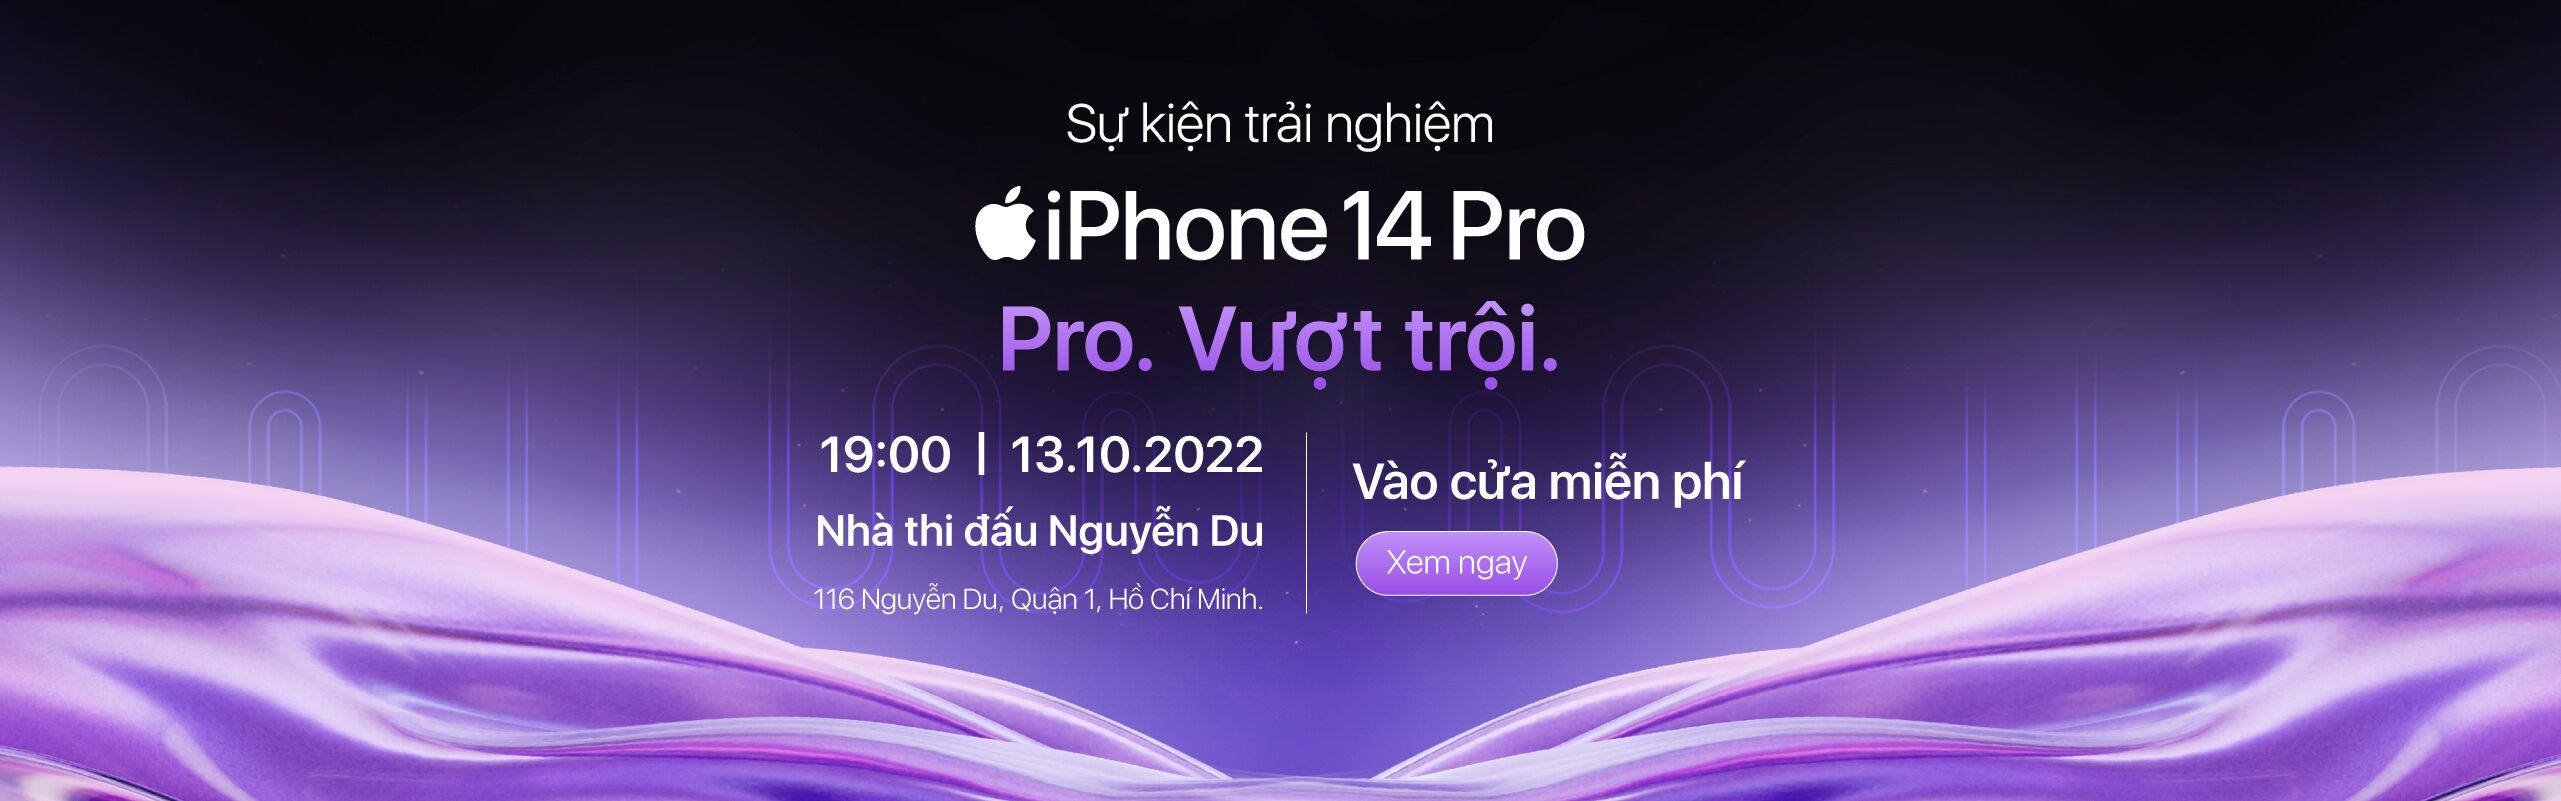 Sự kiện trải nghiệm
iPhone 14 Pro
Pro. Vượt trội.
19:00 | 13.10.2022
Nhà thi đấu Nguyễn Du
116 Nguyễn Du, Quận 1, Hồ Chí Minh.
Vào cửa miễn phí
Xem ngay